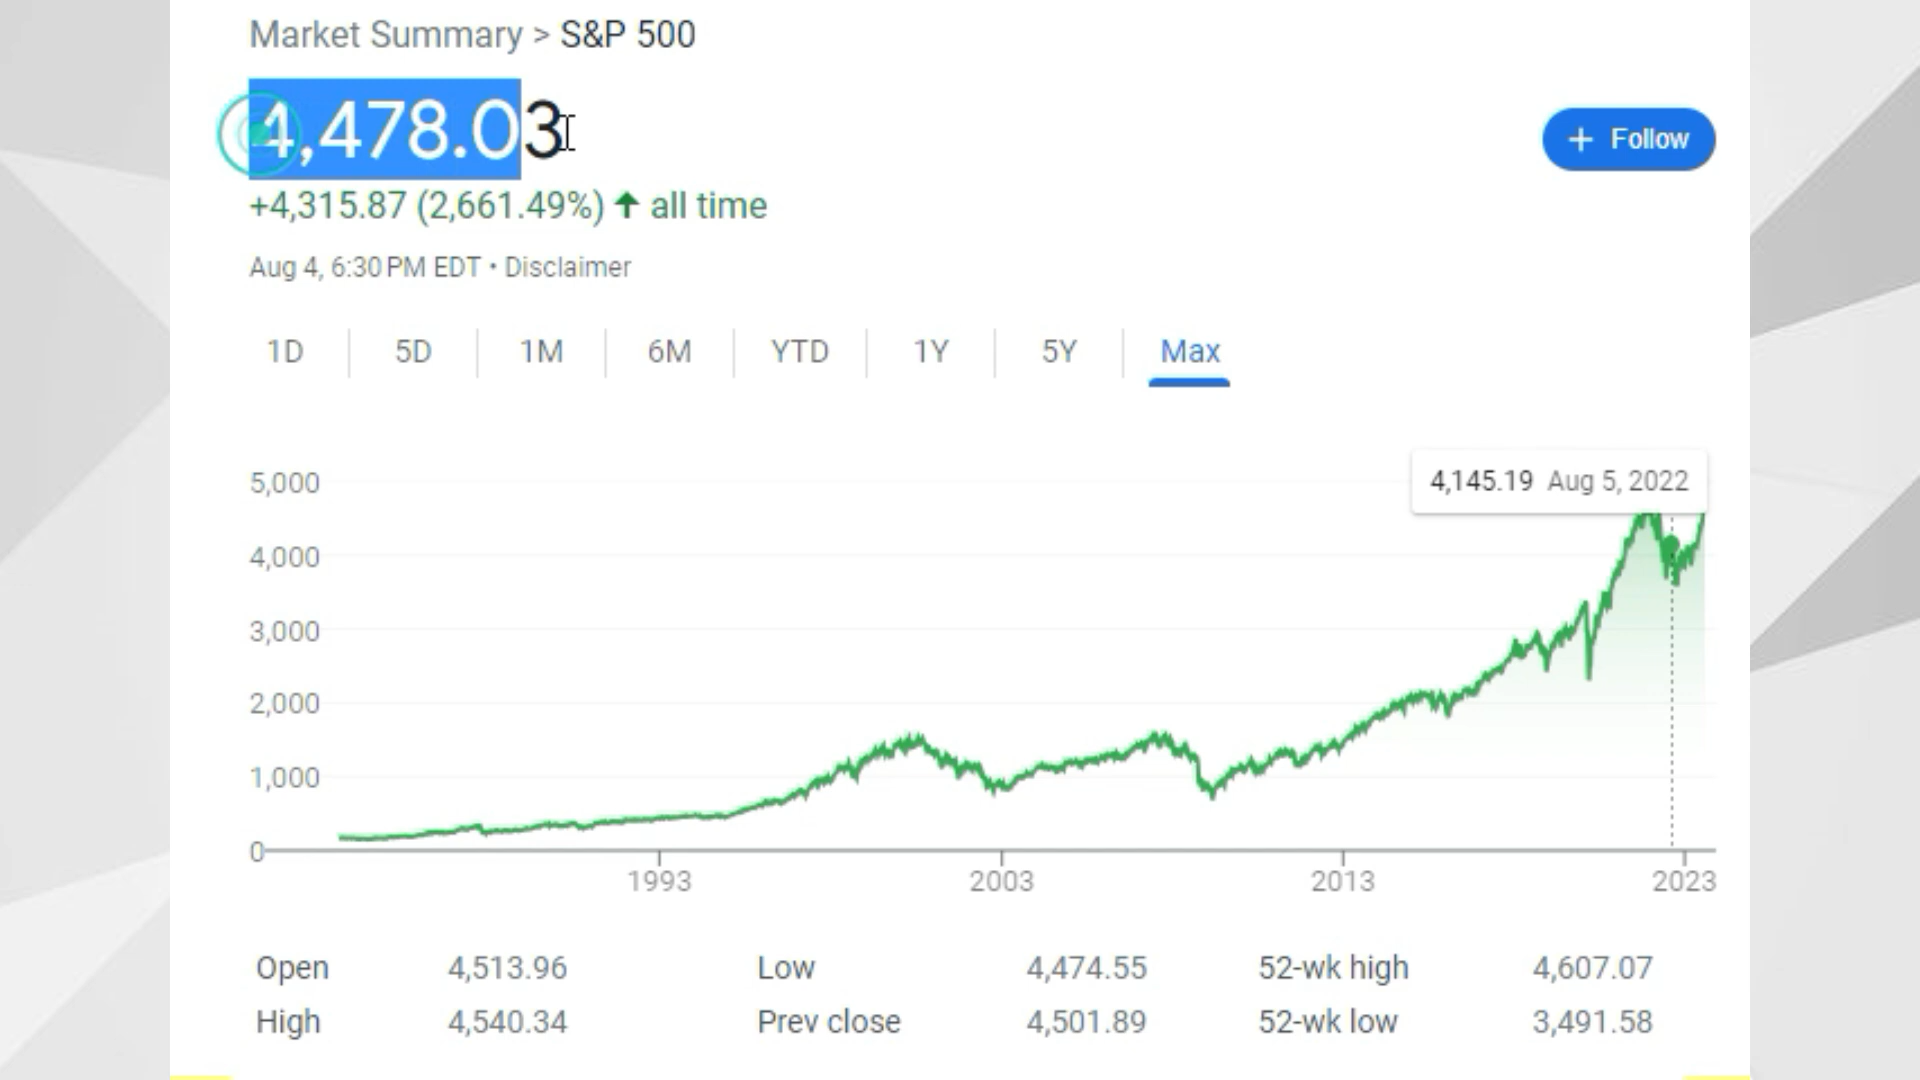 Market Summary > S&P 500
4,478.03
+ Follow
+4,315.87 (2,661.49%) ↑ all time
Aug 4, 6:30 PM EDT • Disclaimer
1D 5D 1M 6M YTD 1Y 5Y Max
4,145.19 Aug 5, 2022
5,000
4,000
3,000
2,000
1,000
0
1993 2003 2013 2023
Open 4,513.96 Low 4,474.55 52-wk high 4,607.07
High 4,540.34 Prev close 4,501.89 52-wk low 3,491.58